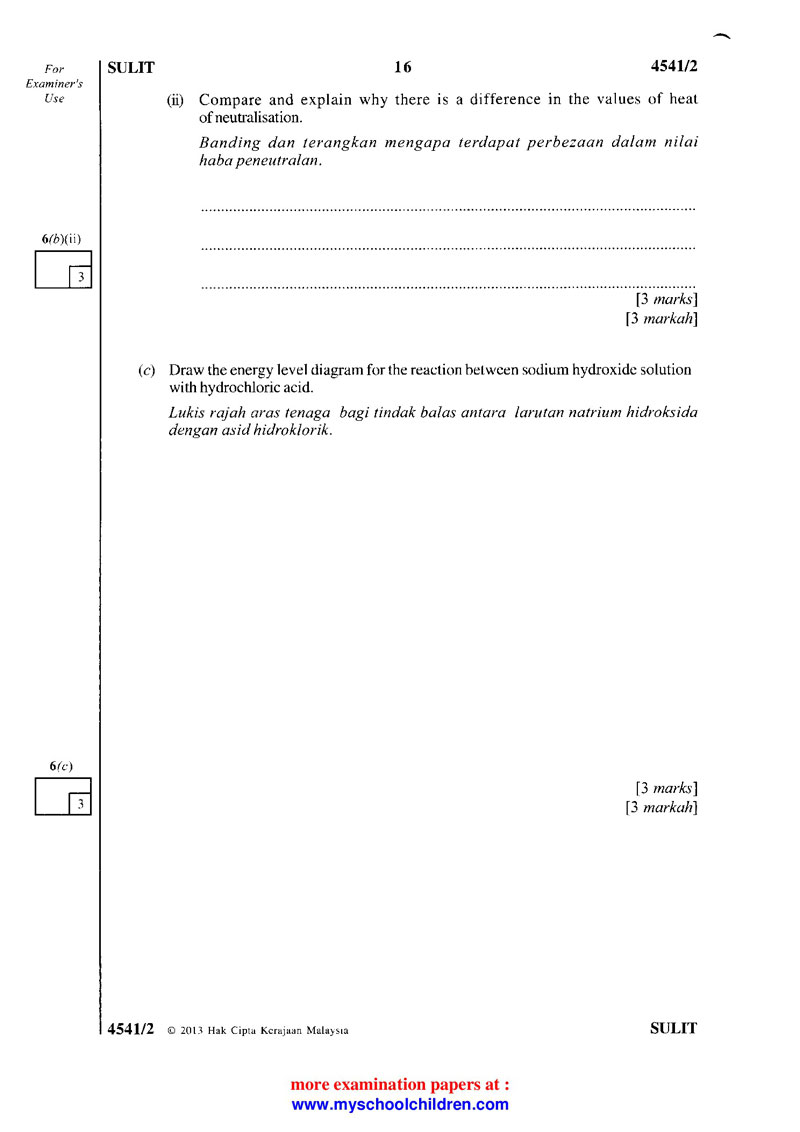 For
Examiner's
Use
SULIT 16 4541/2
(ii) Compare and explain why there is a difference in the values of heat
of neutralisation.
Banding dan terangkan mengapa terdapat perbezaan dalam nilai
haba peneutralan.
6(b)(ii)
3
[3 marks]
[3 markah]
(c) Draw the energy level diagram for the reaction between sodium hydroxide solution
with hydrochloric acid.
Lukis rajah aras tenaga bagi tindak balas antara larutan natrium hidroksida
dengan asid hidroklorik.
6(c)
3
[3 marks]
[3 markah]
4541/2 © 2013 Hak Cipta Kerajaan Malaysia SULIT
more examination papers at :
www.myschoolchildren.com